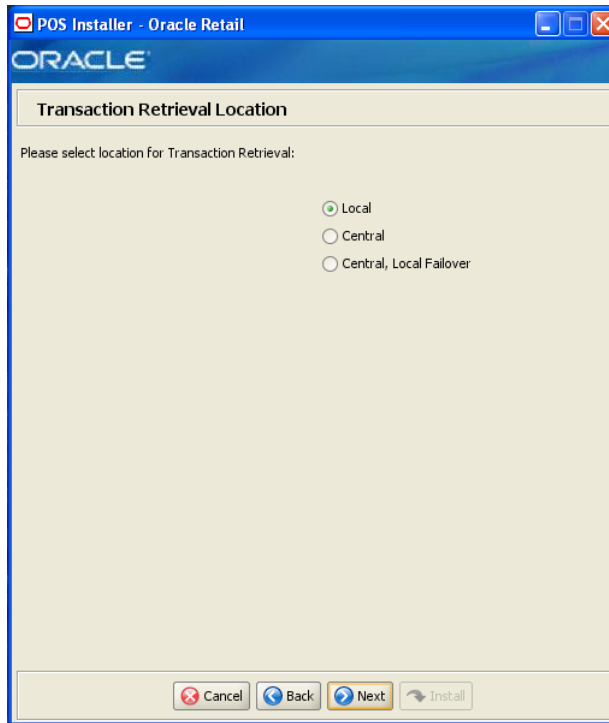 POS Installer - Oracle Retail
ORACLE
Transaction Retrieval Location
Please select location for Transaction Retrieval:
Local
Central
Central, Local Failover
Cancel Back Next Install